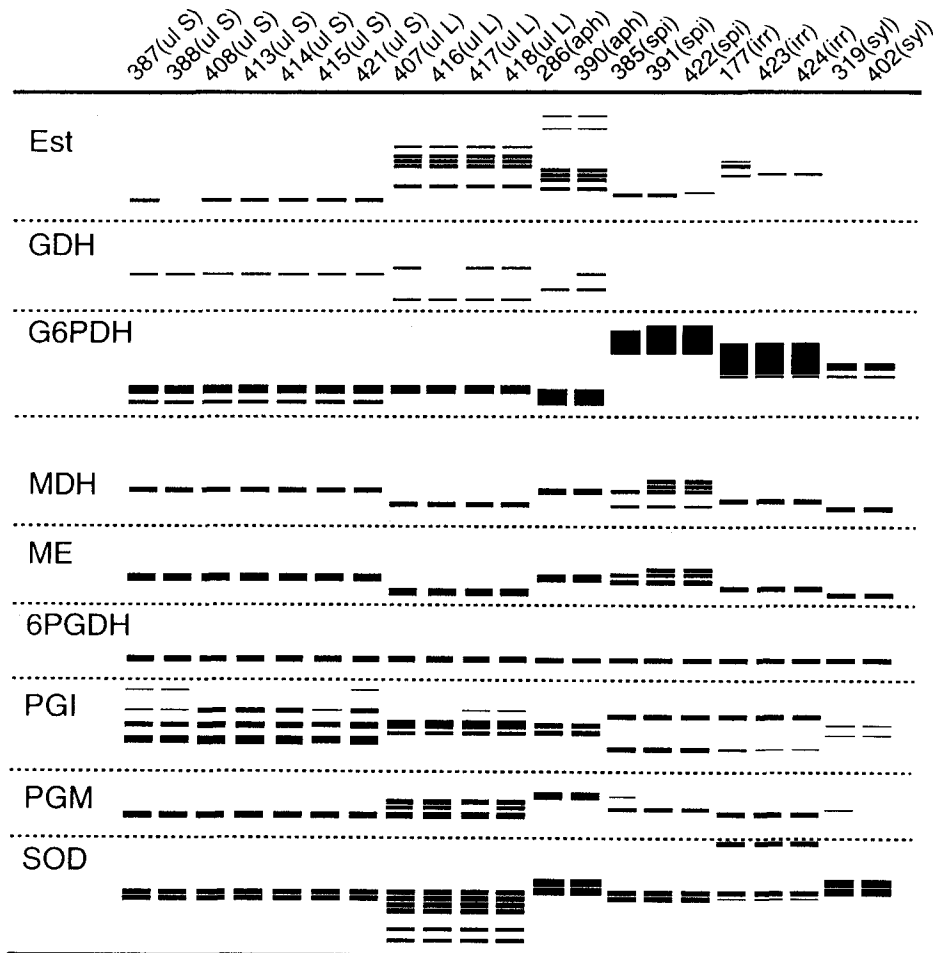 387(ul S) 388(ul S) 408(ul S) 413(ul S) 414(ul S) 415(ul S) 421(ul S) 407(ul L) 416(ul L) 417(ul L) 418(ul L) 286(aph) 390(aph) 385(spi) 391(spi) 422(spi) 177(irr) 423(irr) 424(irr) 319(syl) 402(syl)
Est
GDH
G6PDH
MDH
ME
6PGDH
PGI
PGM
SOD